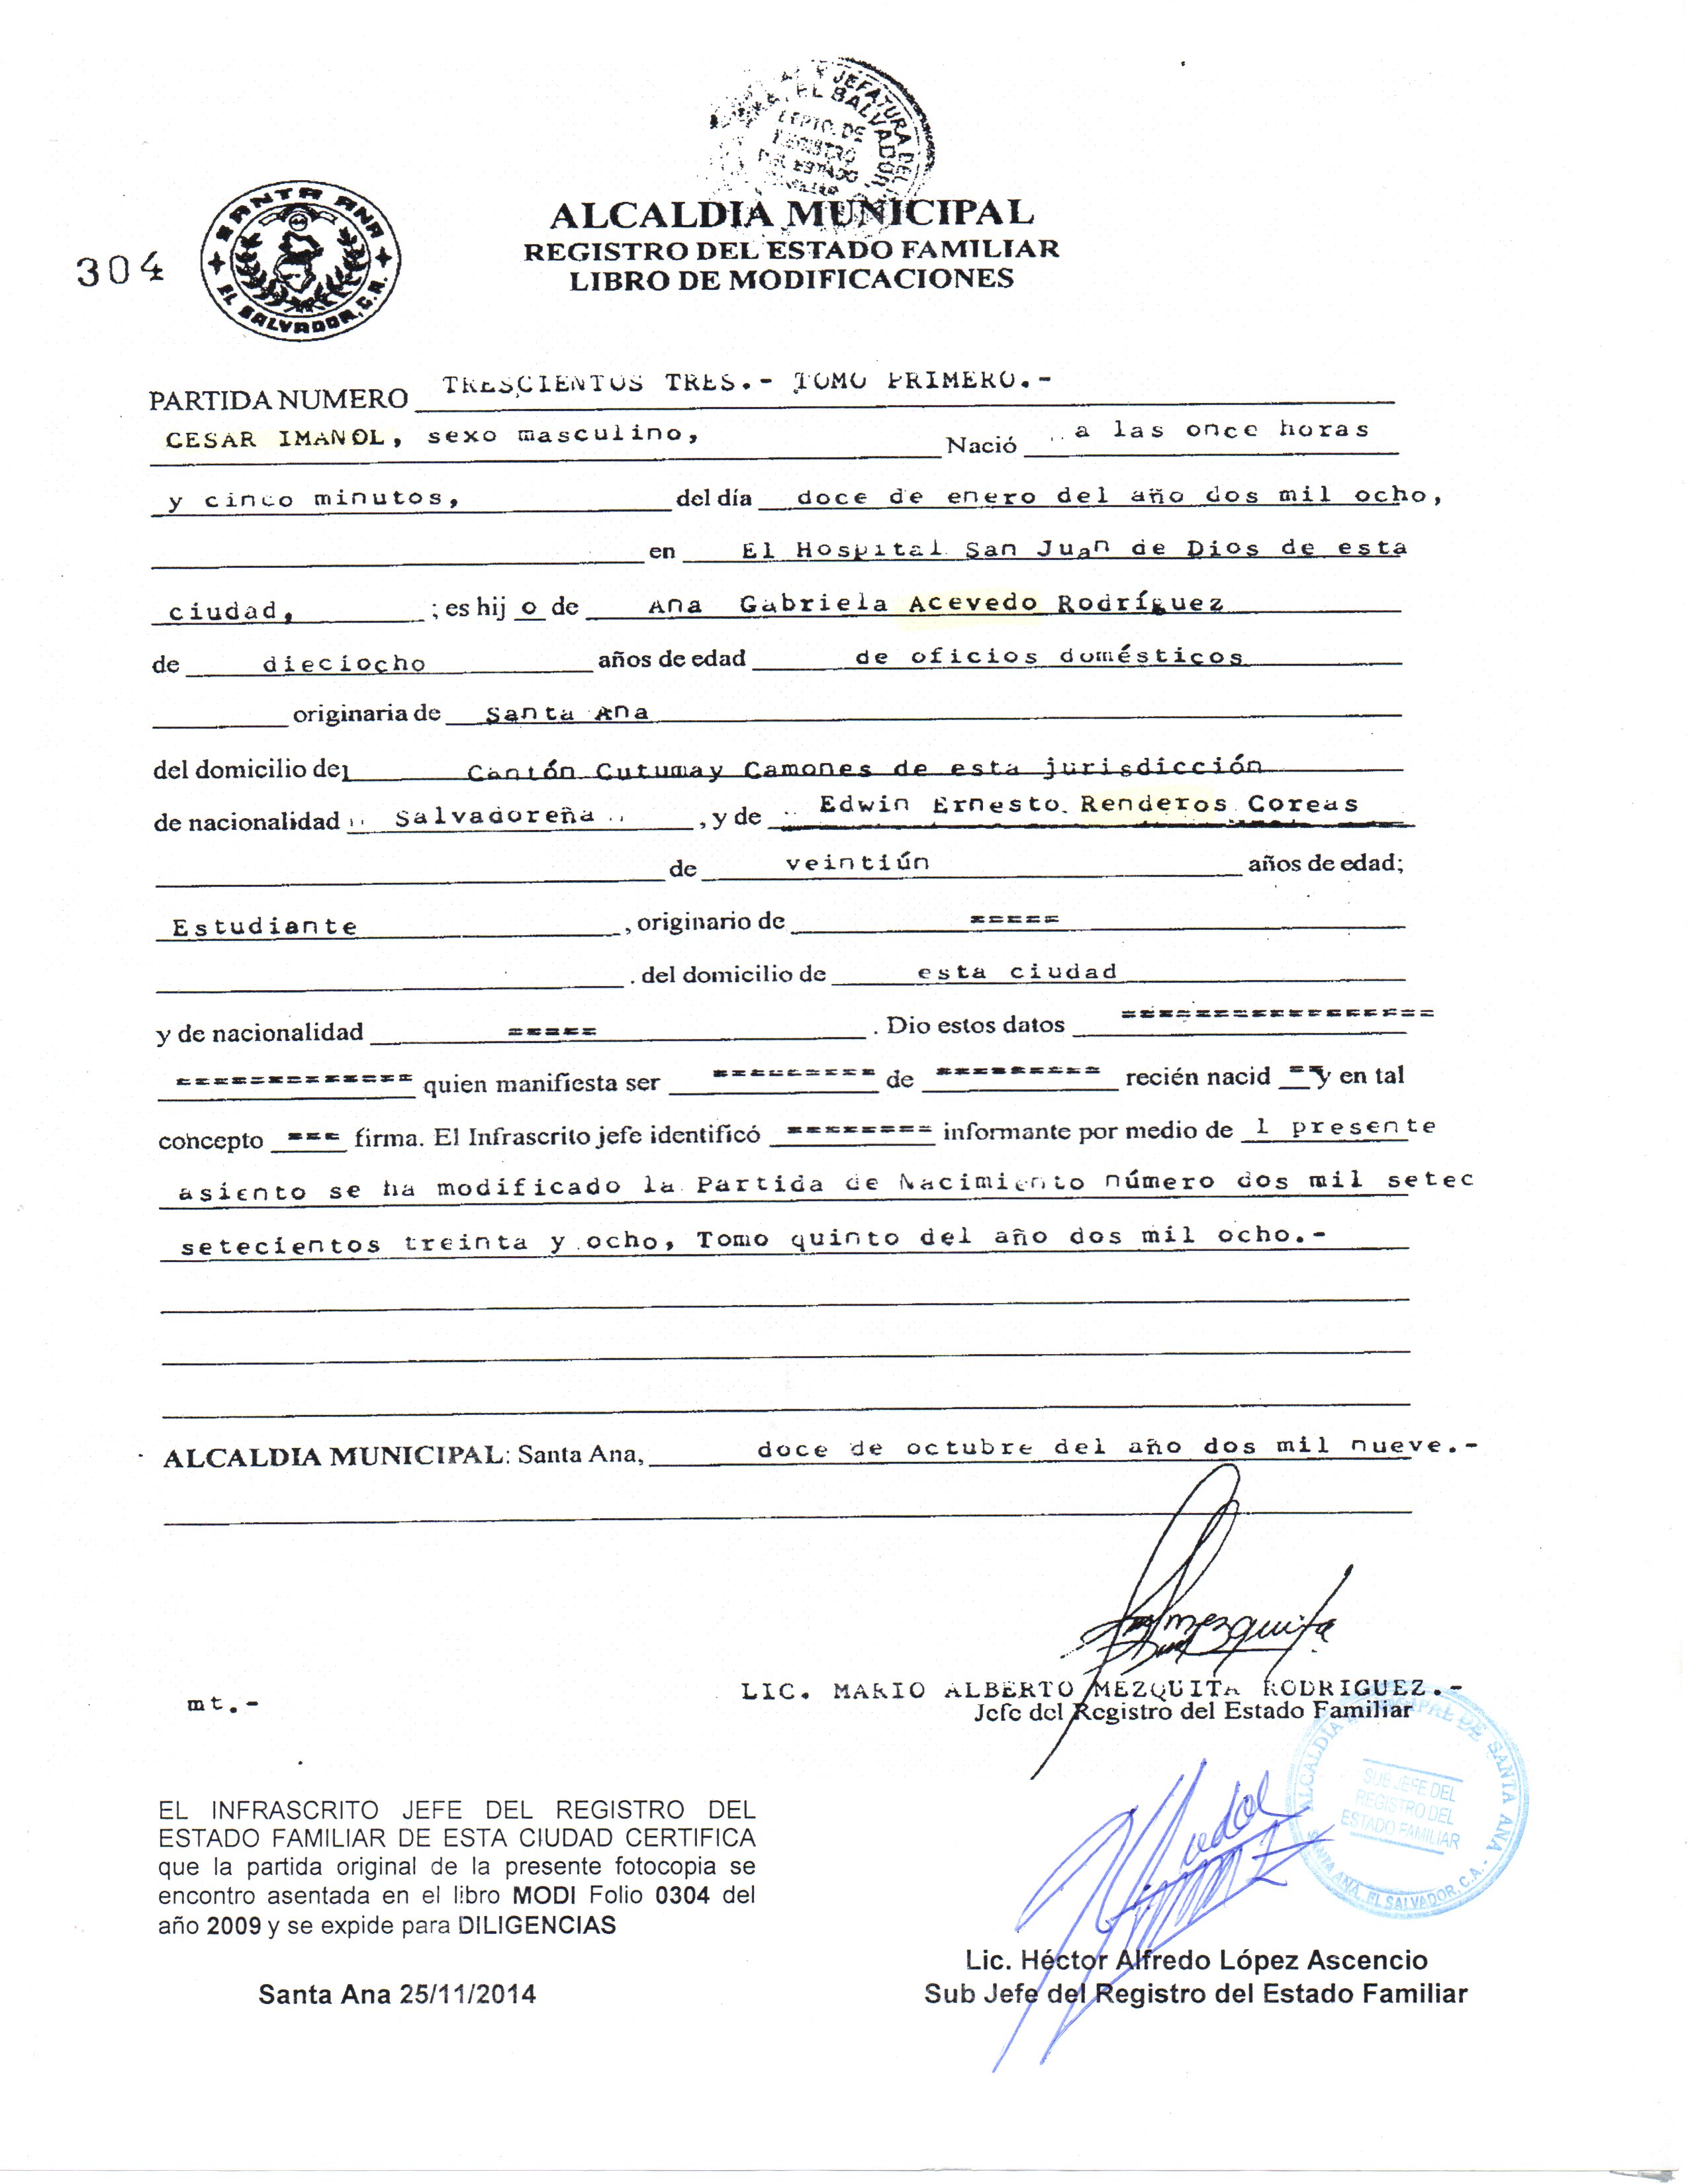 JEFATURA DEL
EL SALVADOR
DEPTO. DE
REGISTRO
DEL ESTADO
FAMILIAR
304
SANTA ANA
EL SALVADOR, C.A.
ALCALDIA MUNICIPAL
REGISTRO DEL ESTADO FAMILIAR
LIBRO DE MODIFICACIONES
PARTIDA NUMERO TRESCIENTOS TRES.- TOMO PRIMERO.-
CESAR IMANOL, sexo masculino, Nació a las once horas
y cinco minutos, del día doce de enero del año dos mil ocho,
en El Hospital San Juan de Dios de esta
ciudad, ; es hij o de Ana Gabriela Acevedo Rodríguez
de dieciocho años de edad de oficios domésticos
originaria de Santa Ana
del domicilio del Cantón Cutumay Camones de esta jurisdicción
de nacionalidad Salvadoreña , y de Edwin Ernesto Renderos Coreas
de veintiún años de edad;
Estudiante , originario de =====
. del domicilio de esta ciudad
y de nacionalidad ===== . Dio estos datos =================
============= quien manifiesta ser ========= de ========= recién nacid = y en tal
concepto === firma. El Infrascrito jefe identificó ======== informante por medio de l presente
asiento se ha modificado la Partida de Nacimiento número dos mil setec
setecientos treinta y ocho, Tomo quinto del año dos mil ocho.-
ALCALDIA MUNICIPAL: Santa Ana, doce de octubre del año dos mil nueve.-
mt.-
LIC. MARIO ALBERTO MEZQUITA RODRIGUEZ.-
Jefe del Registro del Estado Familiar
ALCALDÍA MUNICIPAL DE SANTA ANA
SUB JEFE DEL
REGISTRO DEL
ESTADO FAMILIAR
SANTA ANA, EL SALVADOR, C.A.
EL INFRASCRITO JEFE DEL REGISTRO DEL
ESTADO FAMILIAR DE ESTA CIUDAD CERTIFICA
que la partida original de la presente fotocopia se
encontro asentada en el libro MODI Folio 0304 del
año 2009 y se expide para DILIGENCIAS
Santa Ana 25/11/2014
Lic. Héctor Alfredo López Ascencio
Sub Jefe del Registro del Estado Familiar